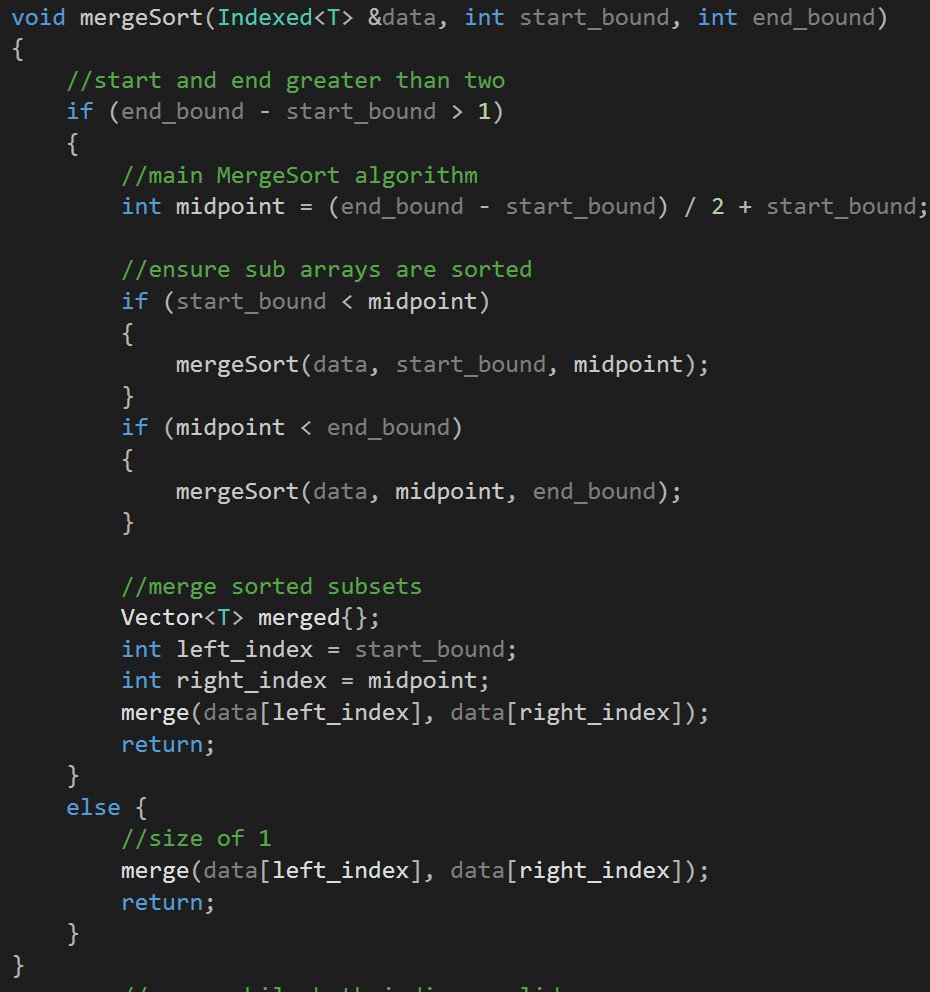 void mergeSort(Indexed<T> &data, int start_bound, int end_bound)
{
    //start and end greater than two
    if (end_bound - start_bound > 1)
    {
        //main MergeSort algorithm
        int midpoint = (end_bound - start_bound) / 2 + start_bound;

        //ensure sub arrays are sorted
        if (start_bound < midpoint)
        {
            mergeSort(data, start_bound, midpoint);
        }
        if (midpoint < end_bound)
        {
            mergeSort(data, midpoint, end_bound);
        }

        //merge sorted subsets
        Vector<T> merged{};
        int left_index = start_bound;
        int right_index = midpoint;
        merge(data[left_index], data[right_index]);
        return;
    }
    else {
        //size of 1
        merge(data[left_index], data[right_index]);
        return;
    }
}